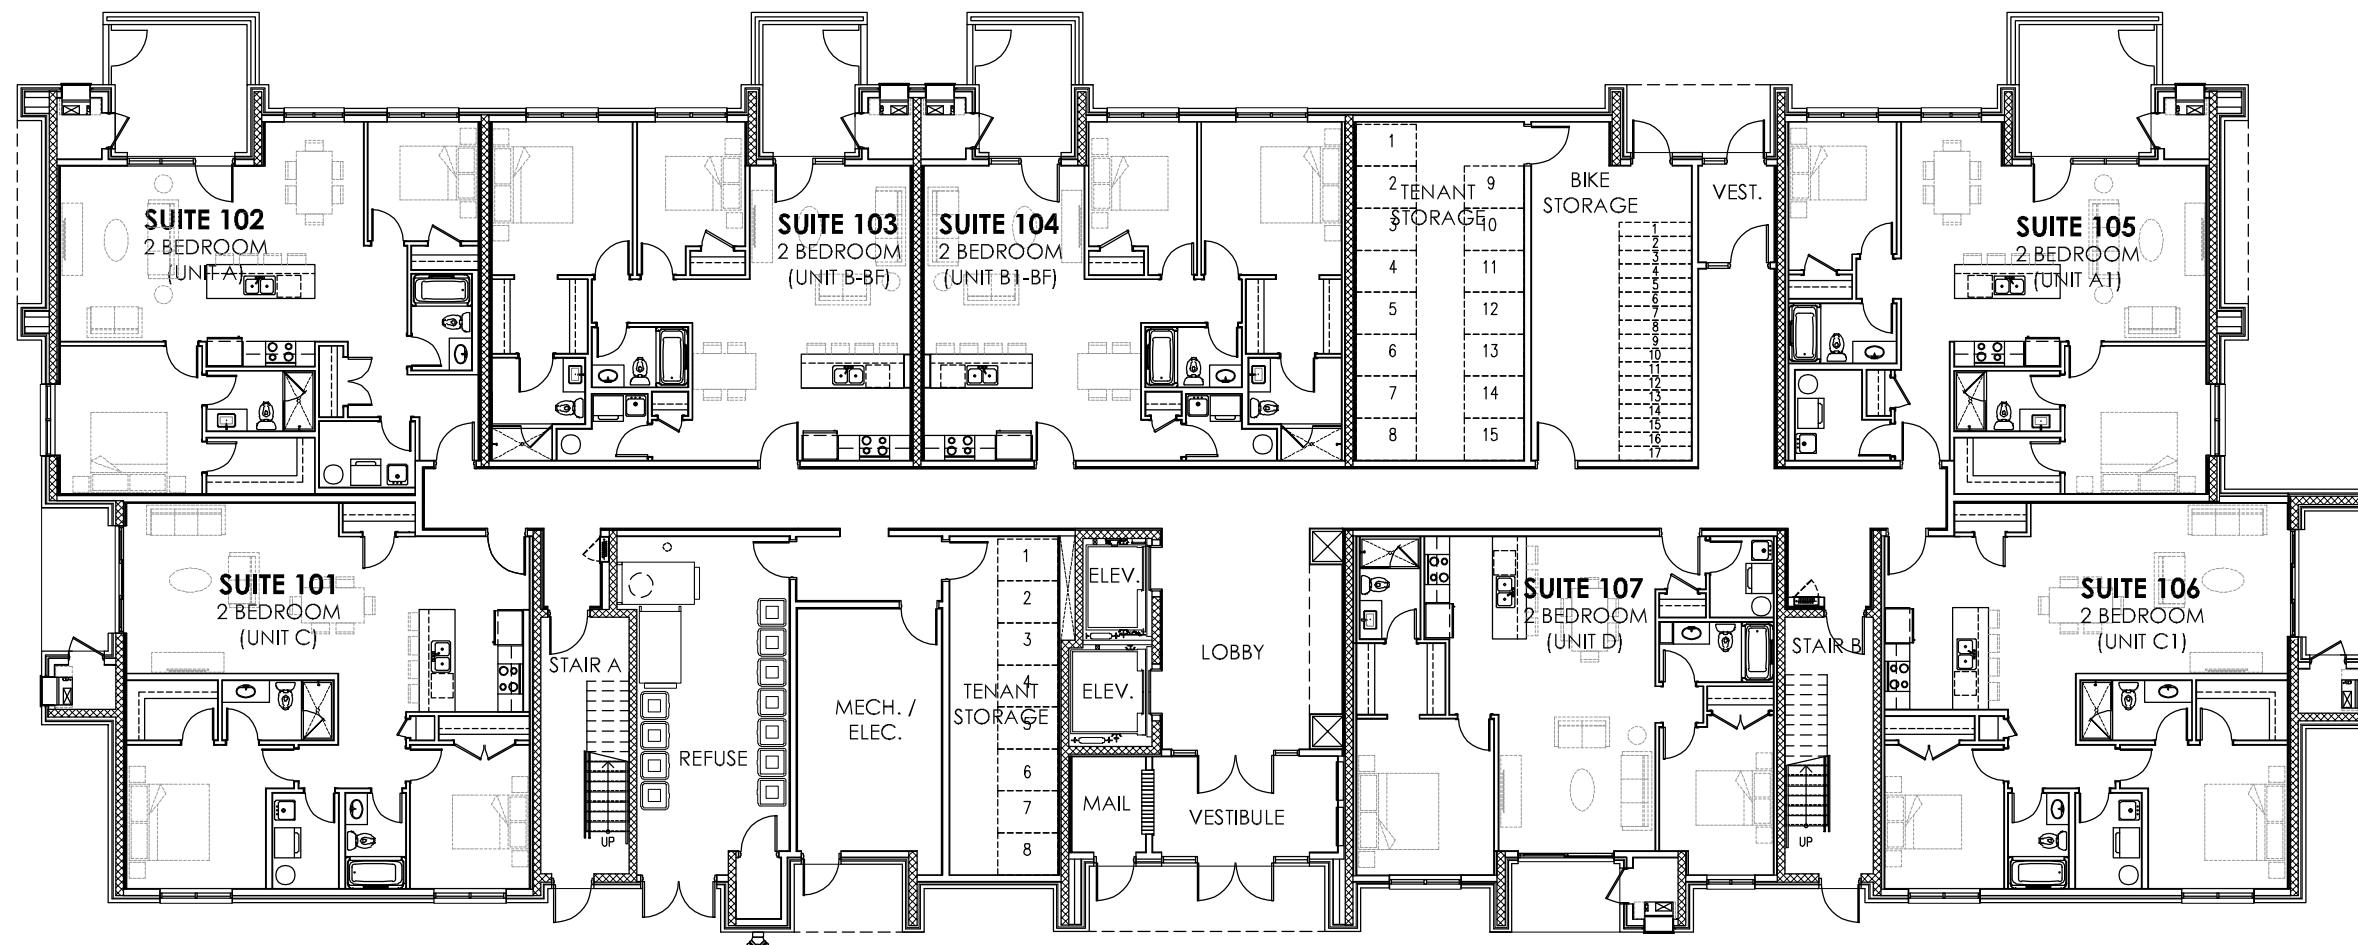 SUITE 102
2 BEDROOM
(UNIT A)
SUITE 103
2 BEDROOM
(UNIT B-BF)
SUITE 104
2 BEDROOM
(UNIT B1-BF)
1
2
3
4
5
6
7
8
TENANT
STORAGE
9
10
11
12
13
14
15
BIKE
STORAGE
1
2
3
4
5
6
7
8
9
10
11
12
13
14
15
16
17
VEST.
SUITE 105
2 BEDROOM
(UNIT A1)
SUITE 101
2 BEDROOM
(UNIT C)
STAIR A
UP
REFUSE
MECH. /
ELEC.
TENANT
STORAGE
1
2
3
4
5
6
7
8
ELEV.
ELEV.
LOBBY
MAIL
VESTIBULE
SUITE 107
2 BEDROOM
(UNIT D)
STAIR B
UP
SUITE 106
2 BEDROOM
(UNIT C1)